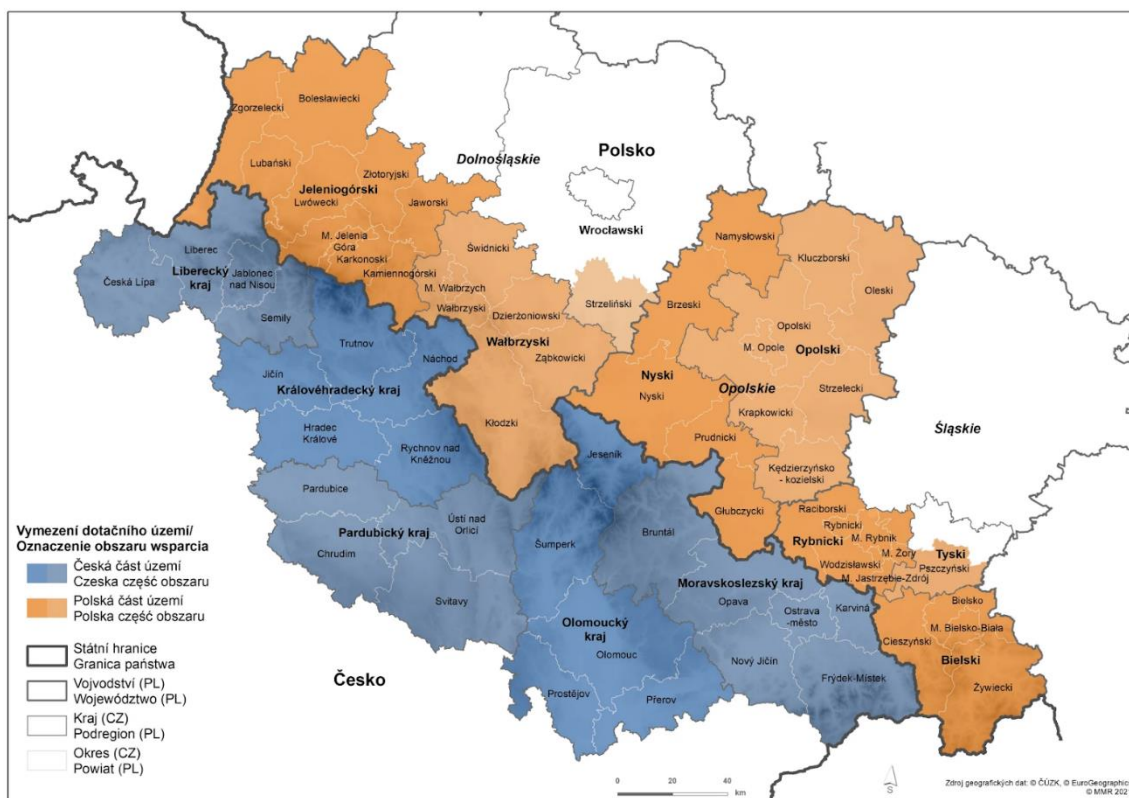 Zgorzelecki
Bolesławiecki
Lubański
Złotoryjski
Jeleniogórski
Lwówecki
Jaworski
M. Jelenia
Góra
Karkonoski
Kamiennogórski
Dolnośląskie
Polsko
Wrocławski
Świdnicki
M. Wałbrzych
Wałbrzyski
Dzierżoniowski
Strzeliński
Wałbrzyski
Ząbkowicki
Kłodzki
Namysłowski
Kluczborski
Oleski
Brzeski
Opolski
M. Opole
Opolski
Nyski
Nyski
Opolskie
Strzelecki
Krapkowicki
Prudnicki
Kędzierzyńsko
- kozielski
Głubczycki
Śląskie
Raciborski
Rybnicki
M. Rybnik
Rybnicki
M. Żory
Tyski
Wodzisławski
Pszczyński
M. Jastrzębie-Zdrój
Bielsko
Cieszyński
M. Bielsko-Biała
Bielski
Żywiecki
Liberec
Česká Lípa
Liberecký
kraj
Jablonec
nad Nisou
Semily
Trutnov
Náchod
Jičín
Královéhradecký kraj
Hradec
Králové
Rychnov nad
Kněžnou
Pardubice
Pardubický kraj
Ústí nad
Orlicí
Chrudim
Svitavy
Jeseník
Šumperk
Bruntál
Moravskoslezský kraj
Opava
Ostrava
-město
Karviná
Olomoucký
kraj
Olomouc
Nový Jičín
Frýdek-Místek
Prostějov
Přerov
Česko
Vymezení dotačního území/
Oznaczenie obszaru wsparcia
Česká část území
Czeska część obszaru
Polská část území
Polska część obszaru
Státní hranice
Granica państwa
Vojvodství (PL)
Województwo (PL)
Kraj (CZ)
Podregion (PL)
Okres (CZ)
Powiat (PL)
0 20 40
km
S
Zdroj geografických dat: © ČÚZK, © EuroGeographic
© MMR 202